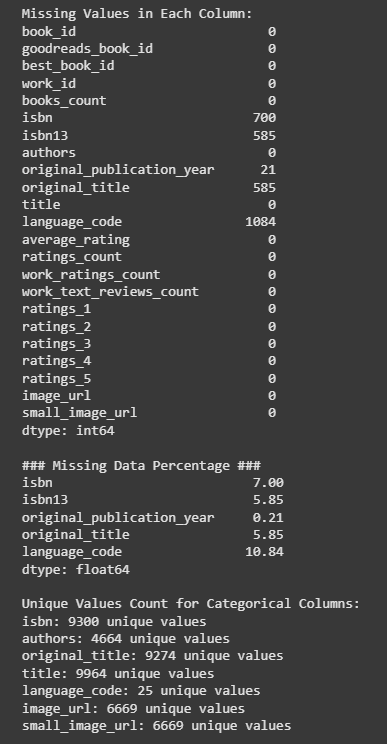 Missing Values in Each Column:
book_id 0
goodreads_book_id 0
best_book_id 0
work_id 0
books_count 0
isbn 700
isbn13 585
authors 0
original_publication_year 21
original_title 585
title 0
language_code 1084
average_rating 0
ratings_count 0
work_ratings_count 0
work_text_reviews_count 0
ratings_1 0
ratings_2 0
ratings_3 0
ratings_4 0
ratings_5 0
image_url 0
small_image_url 0
dtype: int64
### Missing Data Percentage ###
isbn 7.00
isbn13 5.85
original_publication_year 0.21
original_title 5.85
language_code 10.84
dtype: float64
Unique Values Count for Categorical Columns:
isbn: 9300 unique values
authors: 4664 unique values
original_title: 9274 unique values
title: 9964 unique values
language_code: 25 unique values
image_url: 6669 unique values
small_image_url: 6669 unique values